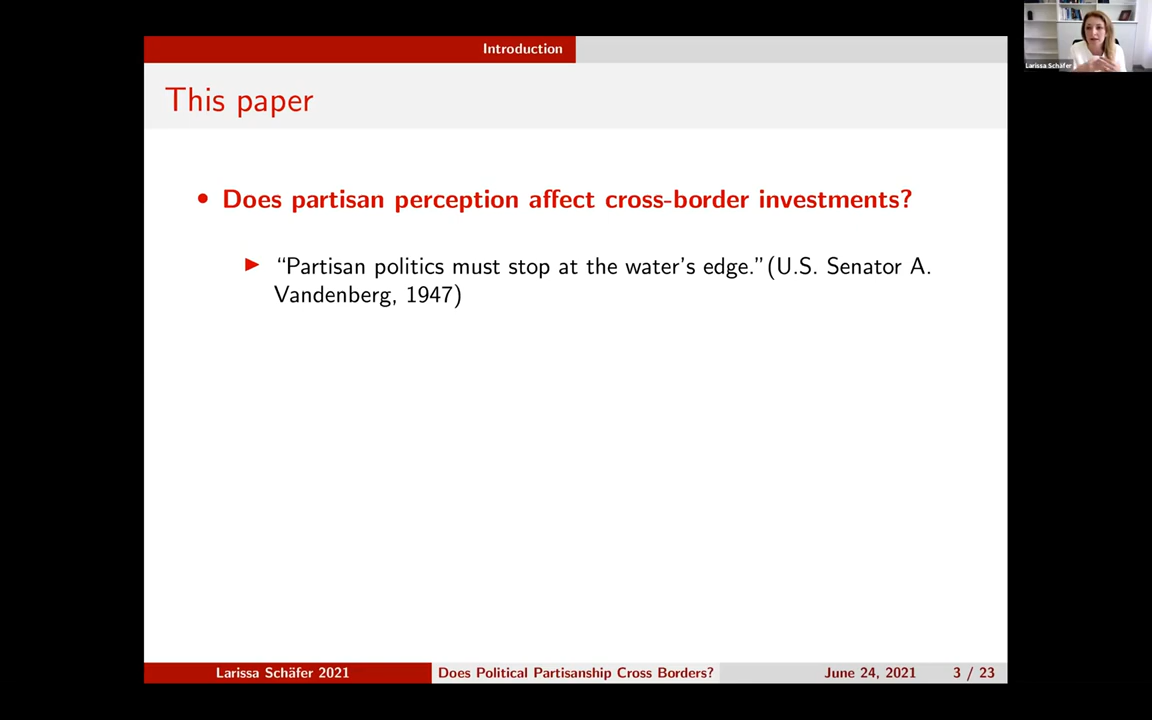 Introduction
Larissa Schäfer
This paper
• Does partisan perception affect cross-border investments?
▶ “Partisan politics must stop at the water’s edge.”(U.S. Senator A.
Vandenberg, 1947)
Larissa Schäfer 2021 Does Political Partisanship Cross Borders? June 24, 2021 3 / 23